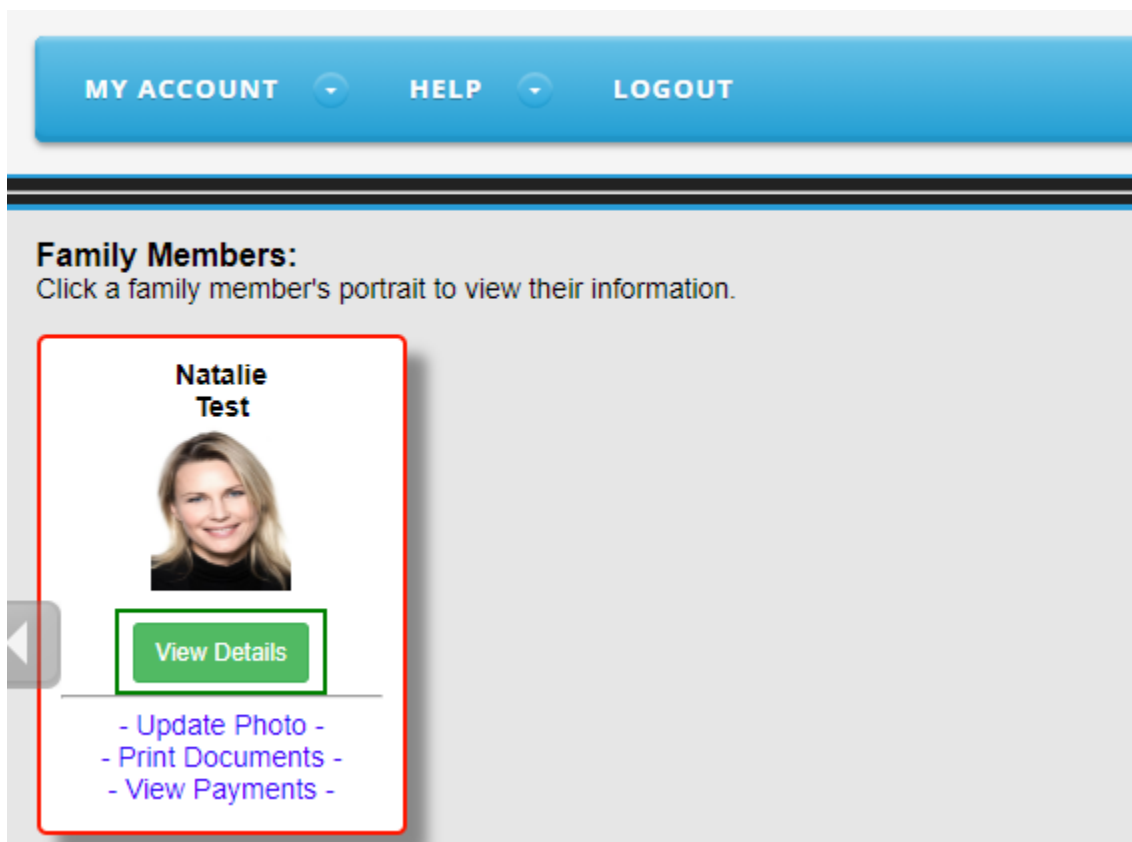 MY ACCOUNT HELP LOGOUT
Family Members:
Click a family member's portrait to view their information.
Natalie
Test
View Details
- Update Photo -
- Print Documents -
- View Payments -